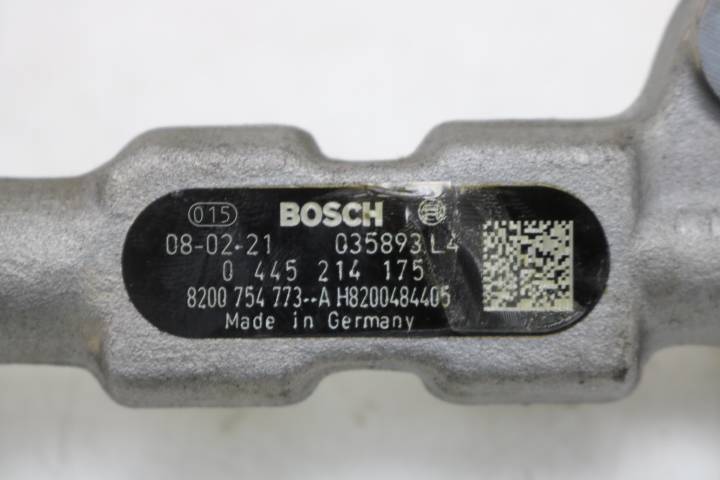 015 BOSCH
08-02-21 035893 L4
0 445 214 175
8200 754 773--A H8200484405
Made in Germany